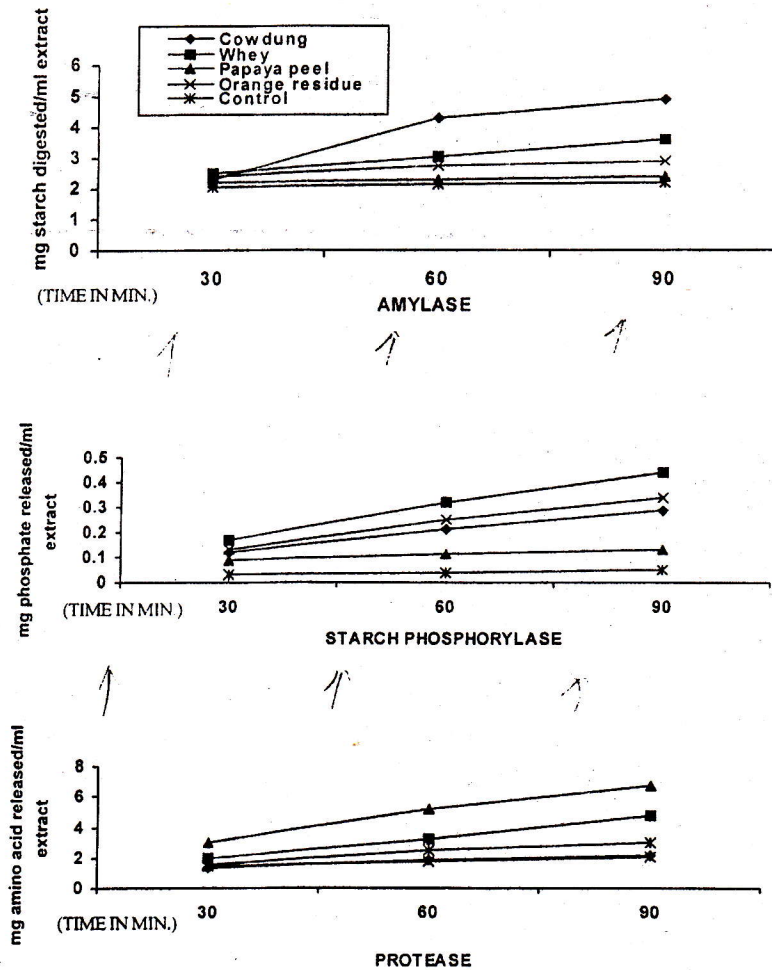 Cowdung
Whey
Papaya peel
Orange residue
Control
mg starch digested/ml extract
6
5
4
3
2
1
0
30 60 90
(TIME IN MIN.)
AMYLASE
mg phosphate released/ml
extract
0.5
0.4
0.3
0.2
0.1
0
30 60 90
(TIME IN MIN.)
STARCH PHOSPHORYLASE
mg amino acid released/ml
extract
8
6
4
2
0
30 60 90
(TIME IN MIN.)
PROTEASE